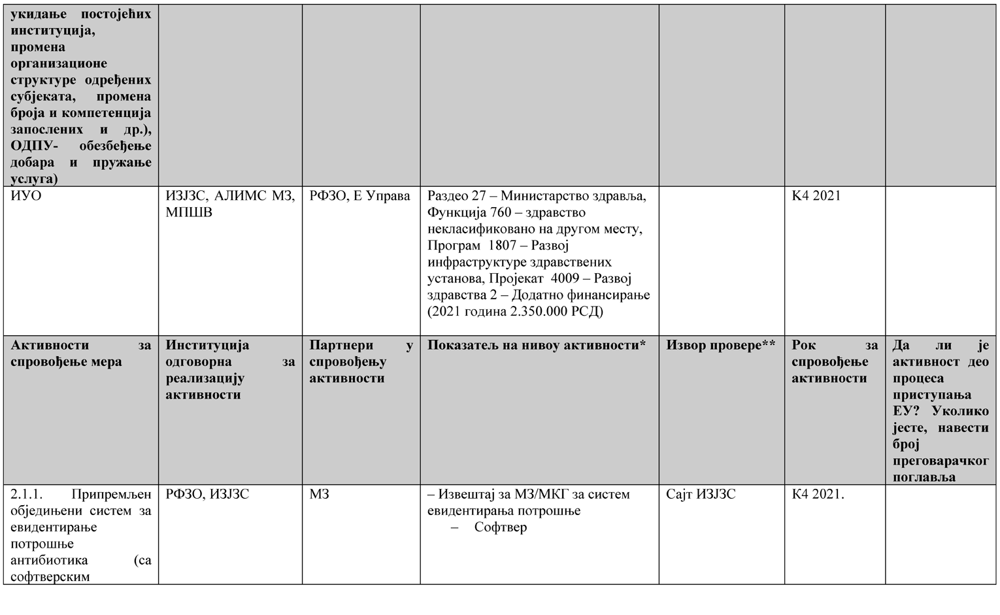 укидање постојећих
институција,
промена
организационе
структуре одређених
субјеката, промена
броја и компетенција
запослених и др.),
ОДПУ- обезбеђење
добара и пружање
услуга)
ИУО
ИЗЈЗС, АЛИМС МЗ,
МПШВ
РФЗО, Е Управа
Раздео 27 – Министарство здравља,
Функција 760 – здравство
некласификовано на другом месту,
Програм 1807 – Развој
инфраструктуре здравствених
установа, Пројекат 4009 – Развој
здравства 2 – Додатно финансирање
(2021 година 2.350.000 РСД)
К4 2021
Активности за
спровођење мера
Институција
одговорна за
реализацију
активности
Партнери у
спровођењу
активности
Показатељ на нивоу активности*
Извор провере**
Рок за
спровођење
активности
Да ли је
активност део
процеса
приступања
ЕУ? Уколико
јесте, навести
број
преговарачког
поглавља
2.1.1. Припремљен
обједињени систем за
евидентирање
потрошње
антибиотика (са
софтверским
РФЗО, ИЗЈЗС
МЗ
– Извештај за МЗ/МКГ за систем
евидентирања потрошње
– Софтвер
Сајт ИЗЈЗС
К4 2021.